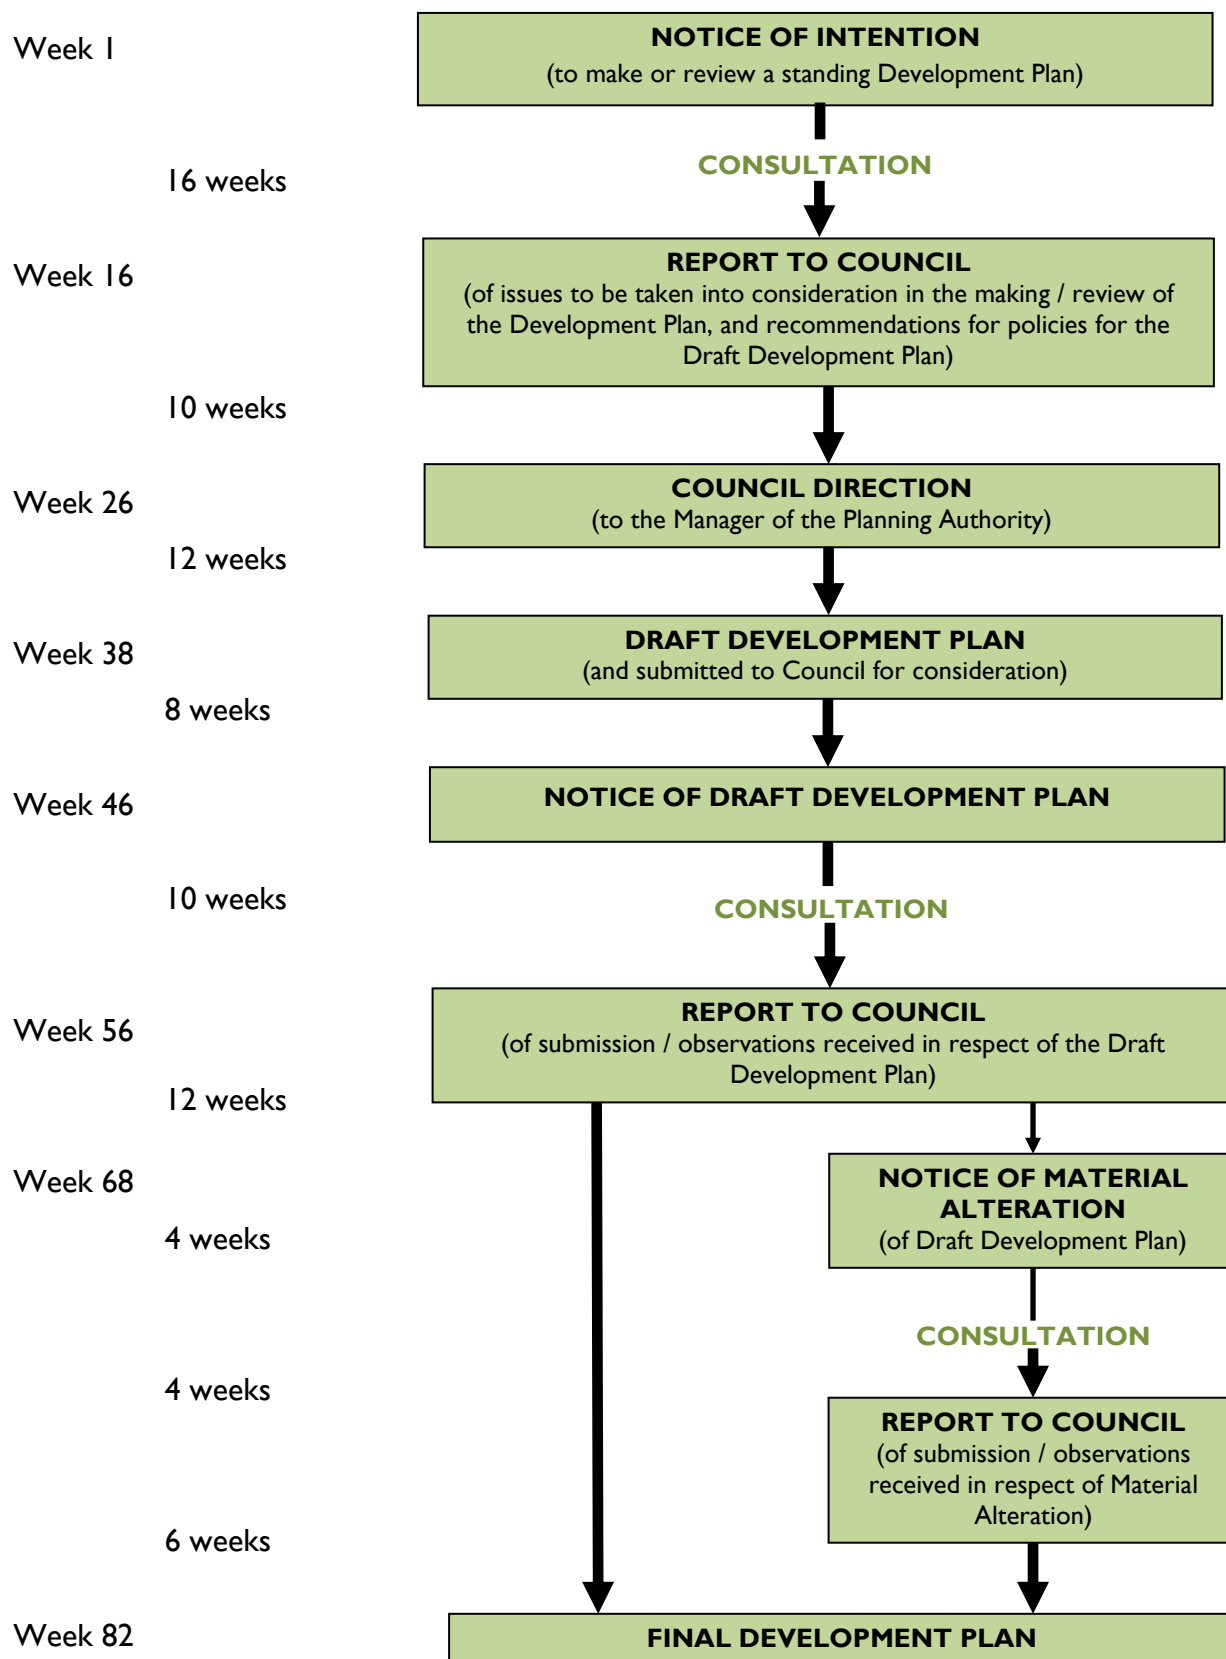 Week 1
NOTICE OF INTENTION
(to make or review a standing Development Plan)
16 weeks
CONSULTATION
Week 16
REPORT TO COUNCIL
(of issues to be taken into consideration in the making / review of
the Development Plan, and recommendations for policies for the
Draft Development Plan)
10 weeks
Week 26
COUNCIL DIRECTION
(to the Manager of the Planning Authority)
12 weeks
Week 38
DRAFT DEVELOPMENT PLAN
(and submitted to Council for consideration)
8 weeks
Week 46
NOTICE OF DRAFT DEVELOPMENT PLAN
10 weeks
CONSULTATION
Week 56
REPORT TO COUNCIL
(of submission / observations received in respect of the Draft
Development Plan)
12 weeks
Week 68
NOTICE OF MATERIAL
ALTERATION
(of Draft Development Plan)
4 weeks
CONSULTATION
4 weeks
REPORT TO COUNCIL
(of submission / observations
received in respect of Material
Alteration)
6 weeks
Week 82
FINAL DEVELOPMENT PLAN